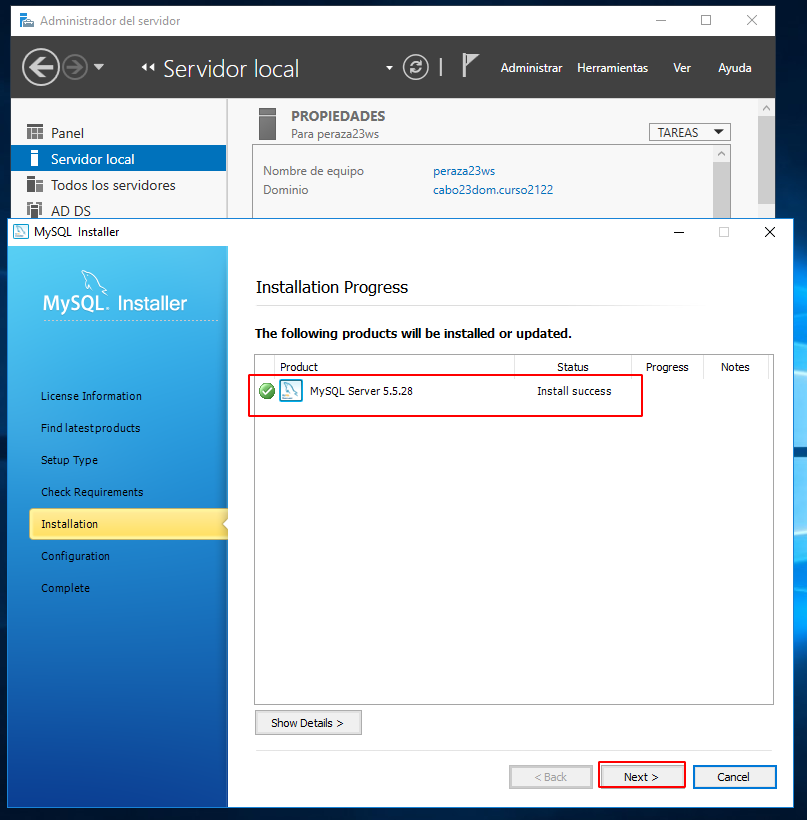 Administrador del servidor
Servidor local
Administrar Herramientas Ver Ayuda
Panel
Servidor local
Todos los servidores
AD DS
PROPIEDADES
Para peraza23ws
TAREAS
Nombre de equipo peraza23ws
Dominio cabo23dom.curso2122
MySQL Installer
MySQL. Installer
License Information
Find latest products
Setup Type
Check Requirements
Installation
Configuration
Complete
Installation Progress
The following products will be installed or updated.
Product Status Progress Notes
MySQL Server 5.5.28 Install success
Show Details >
< Back Next > Cancel